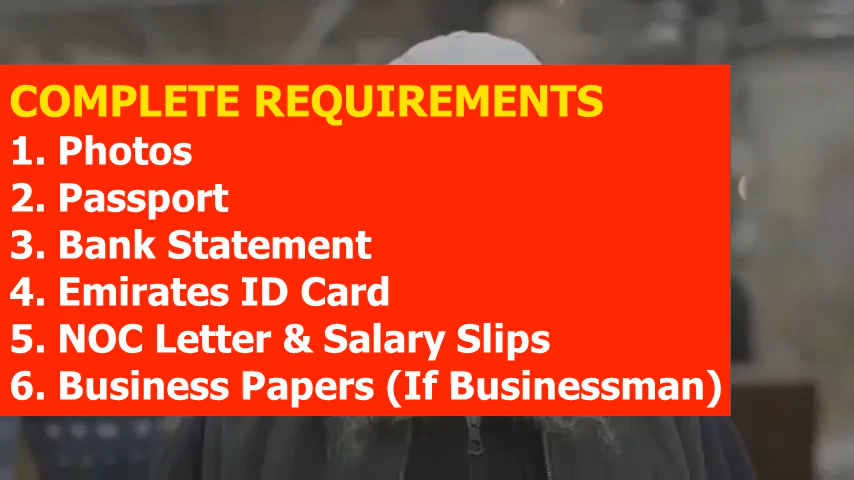 COMPLETE REQUIREMENTS
1. Photos
2. Passport
3. Bank Statement
4. Emirates ID Card
5. NOC Letter & Salary Slips
6. Business Papers (If Businessman)